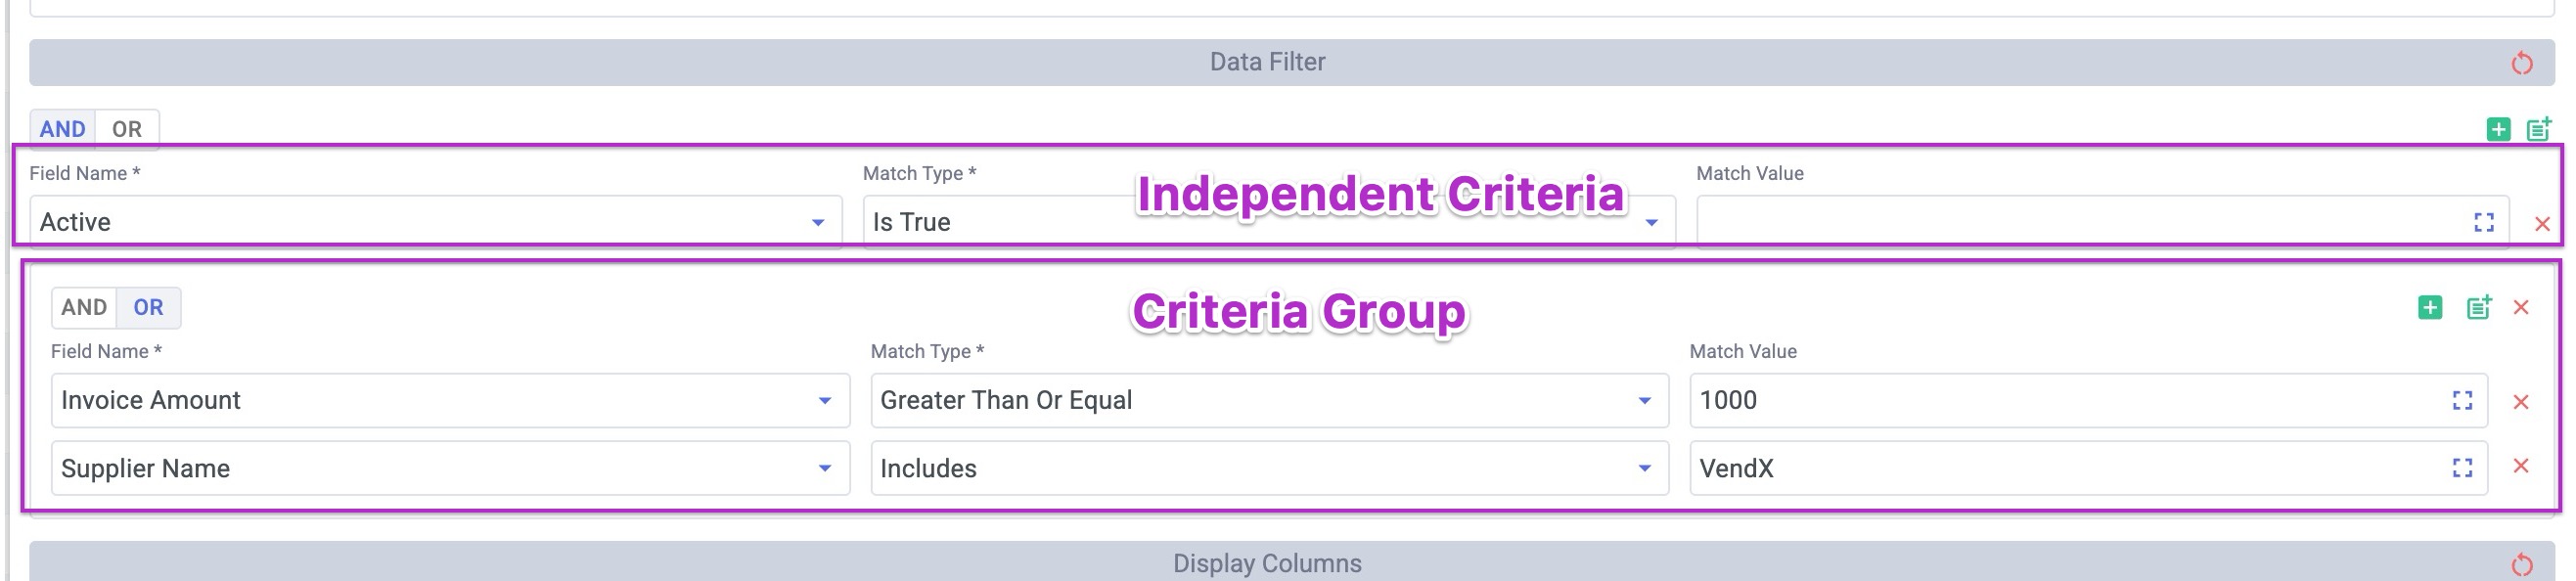 Data Filter
AND OR
Field Name * Match Type * Match Value
Independent Criteria
Active Is True
Criteria Group
AND OR
Field Name * Match Type * Match Value
Invoice Amount Greater Than Or Equal 1000
Supplier Name Includes VendX
Display Columns